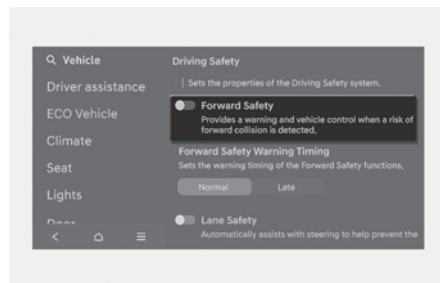 Vehicle
Driver assistance
ECO Vehicle
Climate
Seat
Lights
Door
Driving Safety
Sets the properties of the Driving Safety system.
Forward Safety
Provides a warning and vehicle control when a risk of
forward collision is detected.
Forward Safety Warning Timing
Sets the warning timing of the Forward Safety functions.
Normal Late
Lane Safety
Automatically assists with steering to help prevent the